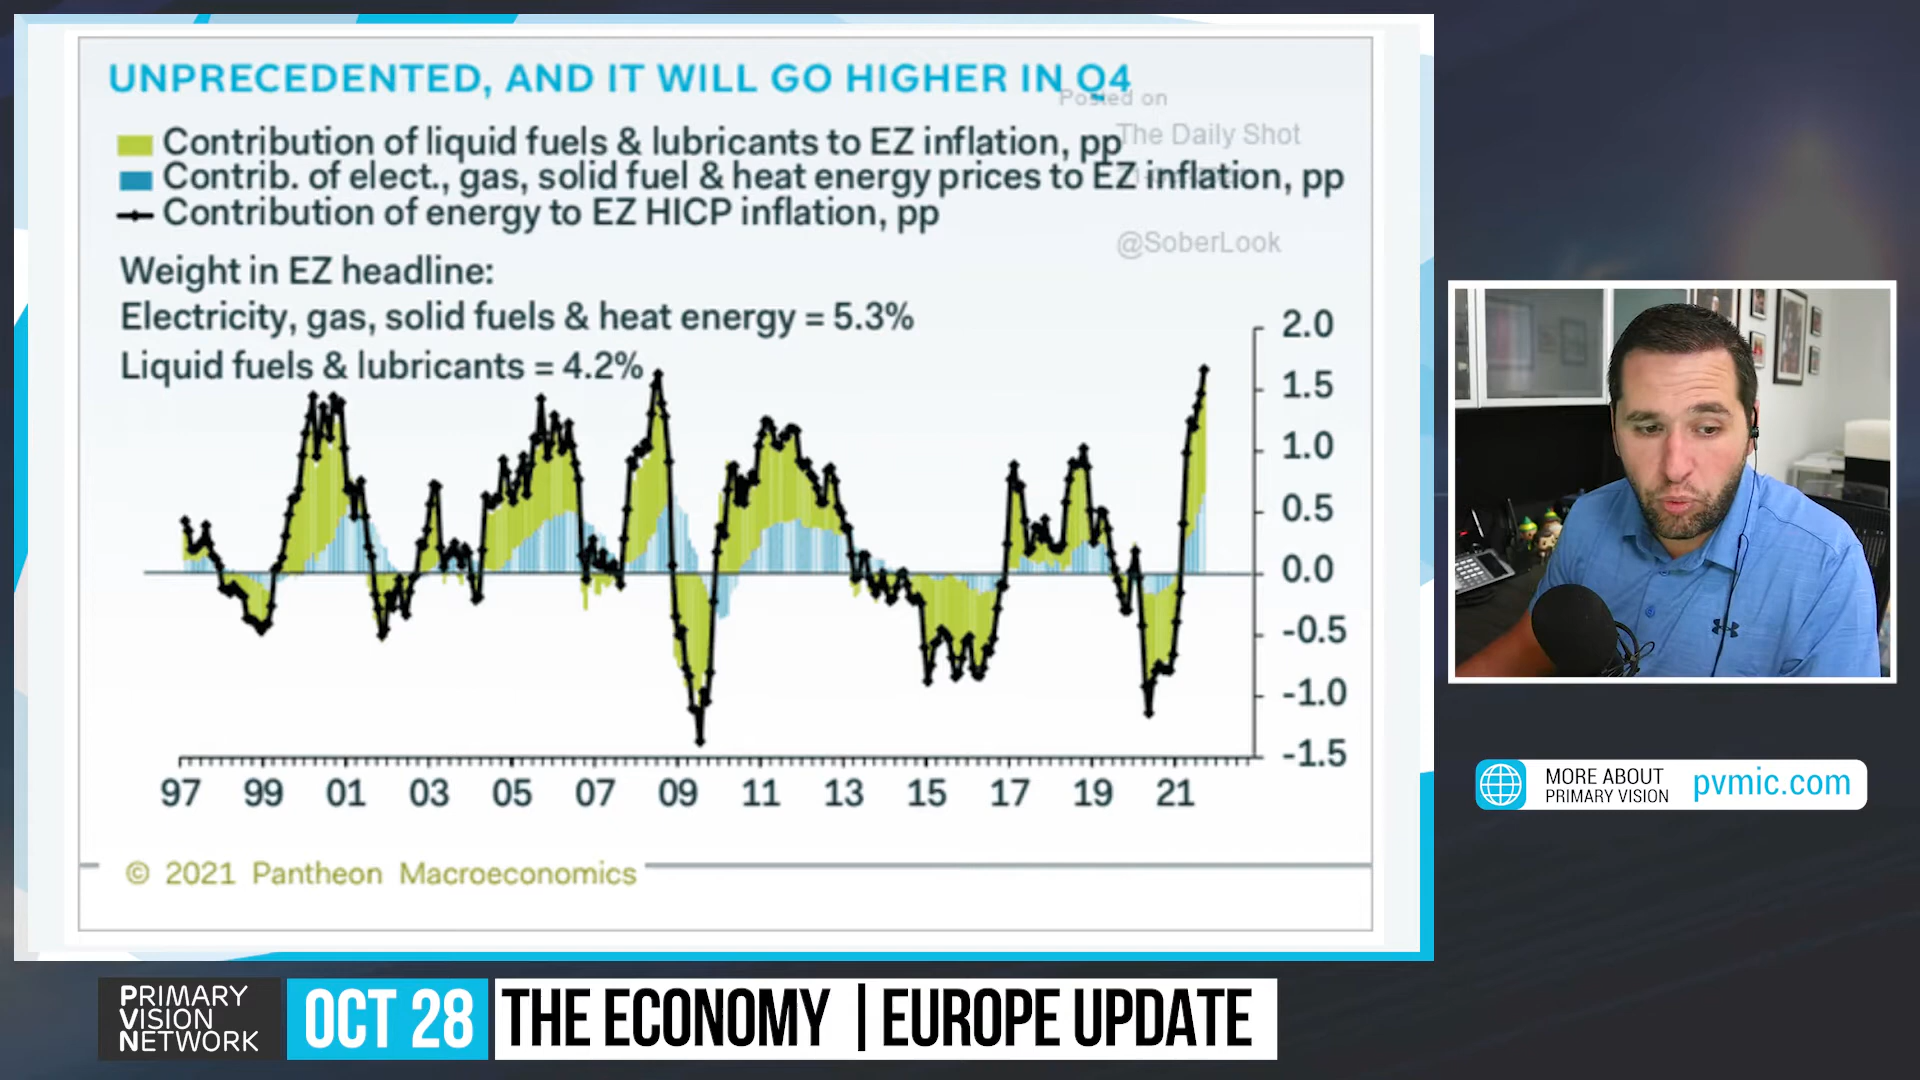 UNPRECEDENTED, AND IT WILL GO HIGHER IN Q4
Posted on
The Daily Shot
@SoberLook
Contribution of liquid fuels & lubricants to EZ inflation, pp
Contrib. of elect., gas, solid fuel & heat energy prices to EZ inflation, pp
Contribution of energy to EZ HICP inflation, pp
Weight in EZ headline:
Electricity, gas, solid fuels & heat energy = 5.3%
Liquid fuels & lubricants = 4.2%
2.0
1.5
1.0
0.5
0.0
-0.5
-1.0
-1.5
97 99 01 03 05 07 09 11 13 15 17 19 21
© 2021 Pantheon Macroeconomics
MORE ABOUT
PRIMARY VISION
pvmic.com
PRIMARY
VISION
NETWORK
OCT 28
THE ECONOMY | EUROPE UPDATE